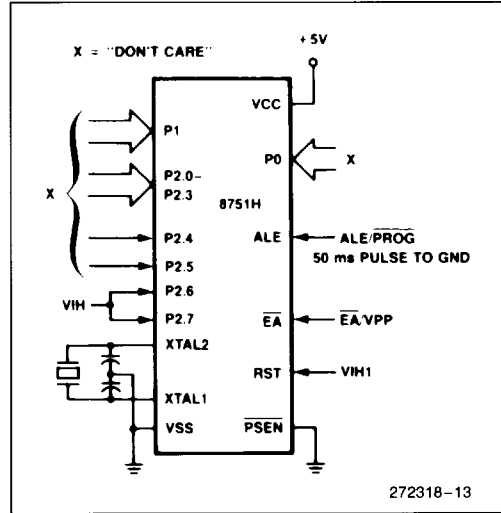 X = "DON'T CARE"
+5V
VCC
P1
P0
X
P2.0–
P2.3
X
8751H
P2.4
ALE
ALE/PROG
50 ms PULSE TO GND
P2.5
P2.6
VIH
P2.7
EA
EA/VPP
XTAL2
RST
VIH1
XTAL1
VSS
PSEN
272318–13